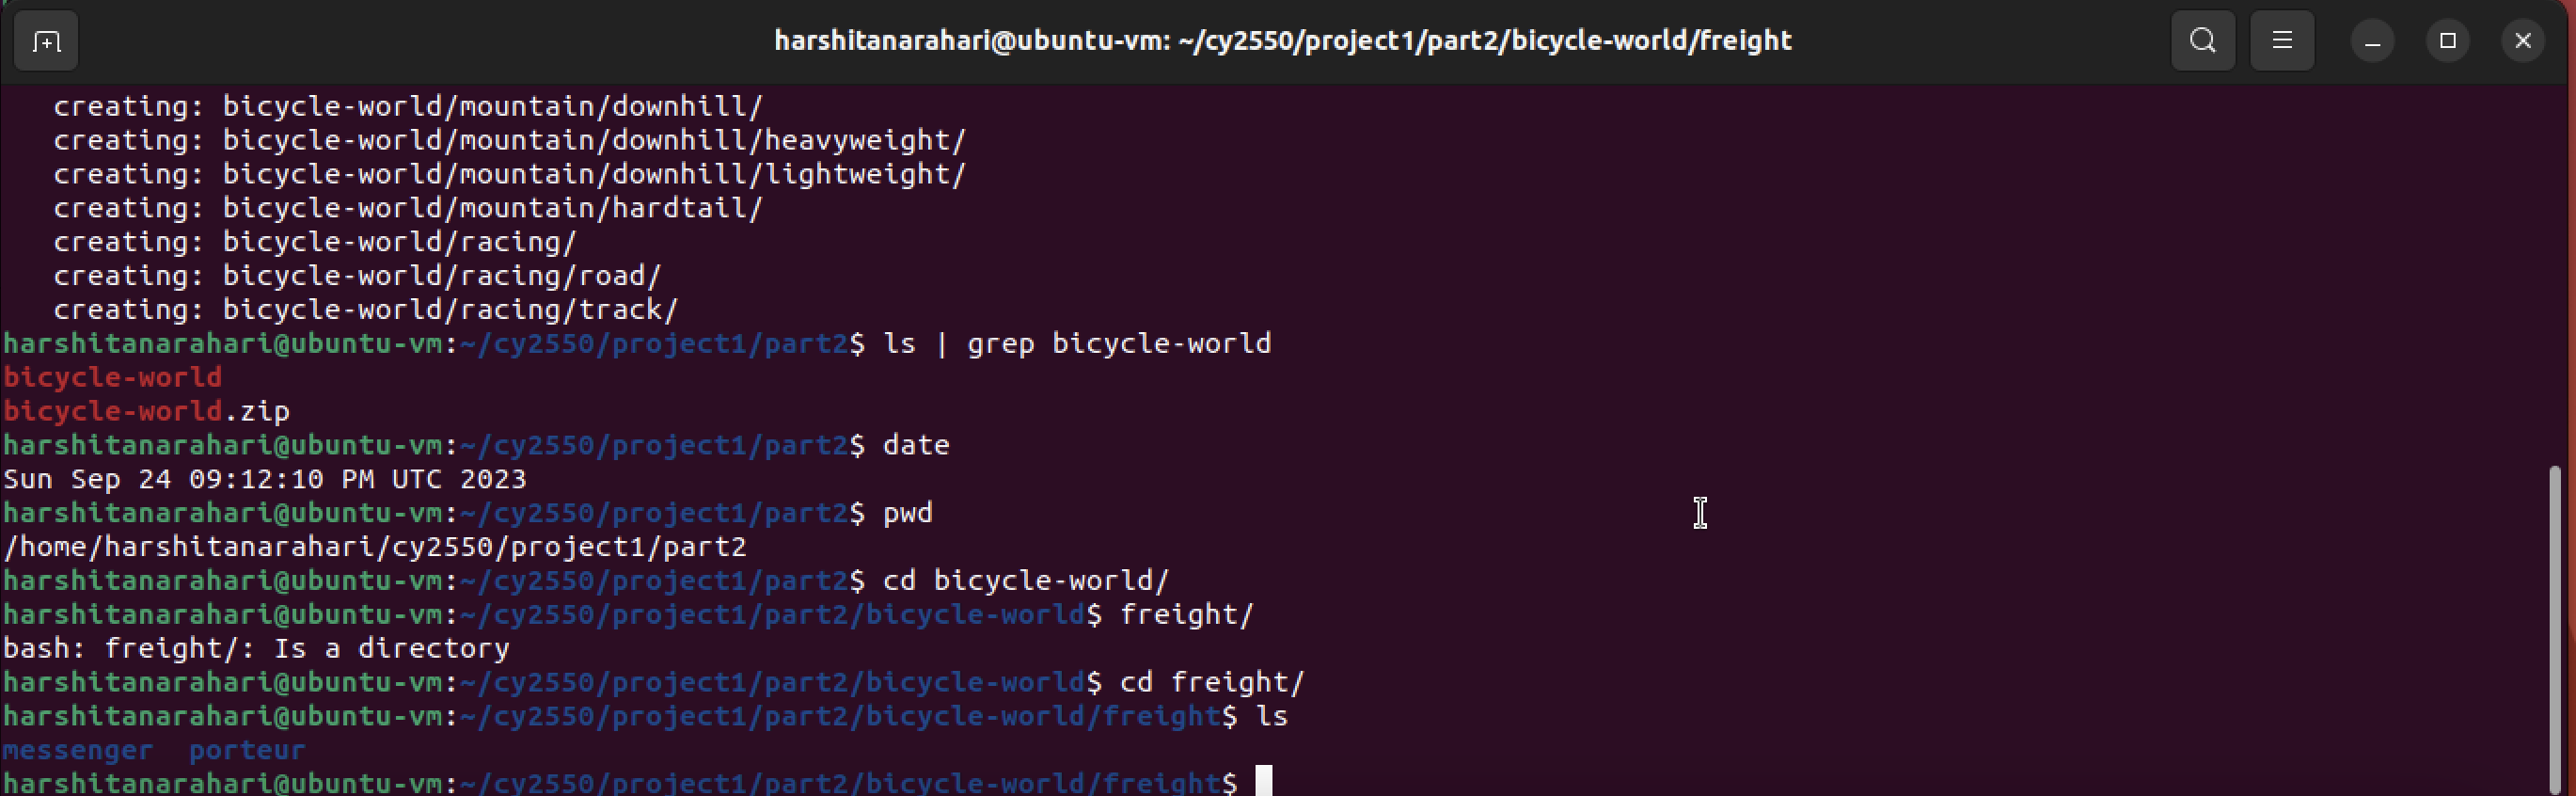 harshitanarahari@ubuntu-vm: ~/cy2550/project1/part2/bicycle-world/freight
creating: bicycle-world/mountain/downhill/
creating: bicycle-world/mountain/downhill/heavyweight/
creating: bicycle-world/mountain/downhill/lightweight/
creating: bicycle-world/mountain/hardtail/
creating: bicycle-world/racing/
creating: bicycle-world/racing/road/
creating: bicycle-world/racing/track/
harshitanarahari@ubuntu-vm:~/cy2550/project1/part2$ ls | grep bicycle-world
bicycle-world
bicycle-world.zip
harshitanarahari@ubuntu-vm:~/cy2550/project1/part2$ date
Sun Sep 24 09:12:10 PM UTC 2023
harshitanarahari@ubuntu-vm:~/cy2550/project1/part2$ pwd
/home/harshitanarahari/cy2550/project1/part2
harshitanarahari@ubuntu-vm:~/cy2550/project1/part2$ cd bicycle-world/
harshitanarahari@ubuntu-vm:~/cy2550/project1/part2/bicycle-world$ freight/
bash: freight/: Is a directory
harshitanarahari@ubuntu-vm:~/cy2550/project1/part2/bicycle-world$ cd freight/
harshitanarahari@ubuntu-vm:~/cy2550/project1/part2/bicycle-world/freight$ ls
messenger  porteur
harshitanarahari@ubuntu-vm:~/cy2550/project1/part2/bicycle-world/freight$